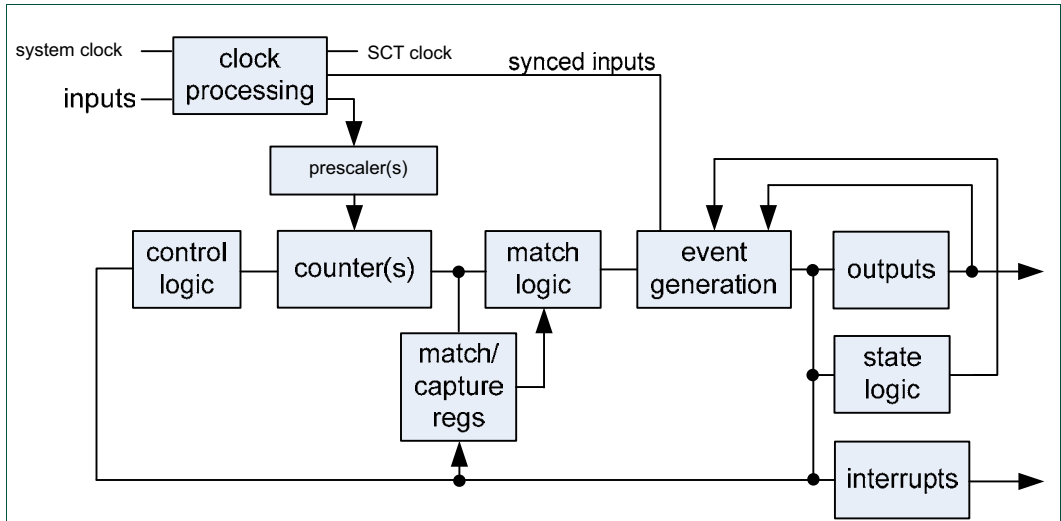 system clock
inputs
clock
processing
SCT clock
synced inputs
prescaler(s)
control
logic
counter(s)
match
logic
event
generation
outputs
match/
capture
regs
state
logic
interrupts